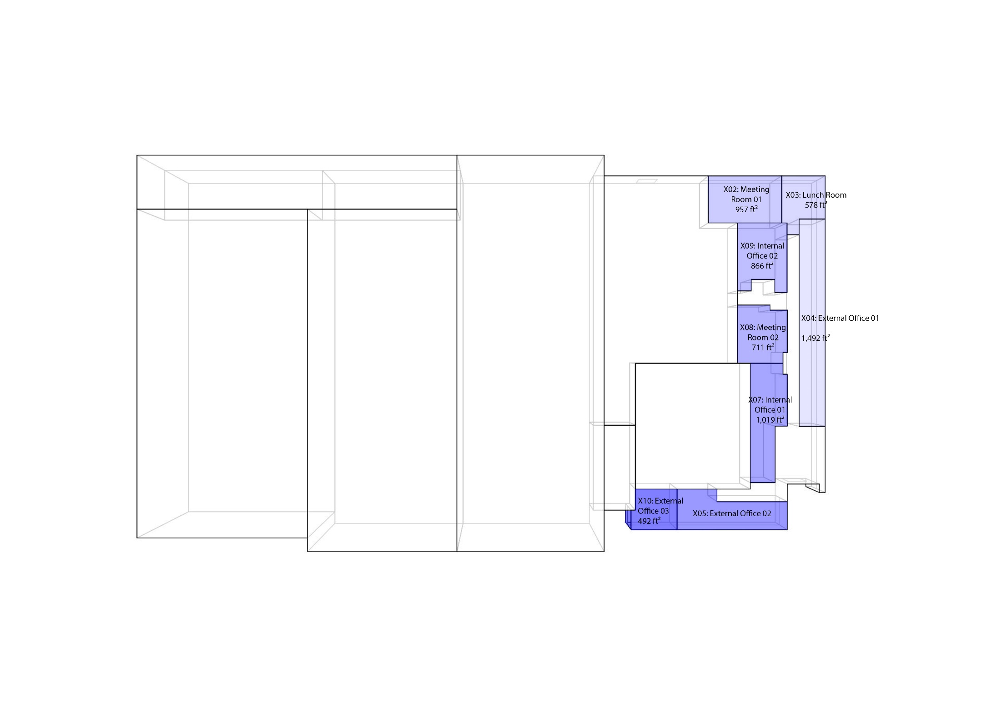 X02: Meeting
Room 01
957 ft²
X03: Lunch Room
578 ft²
X09: Internal
Office 02
866 ft²
X04: External Office 01
1,492 ft²
X08: Meeting
Room 02
711 ft²
X07: Internal
Office 01
1,019 ft²
X10: External
Office 03
492 ft²
X05: External Office 02